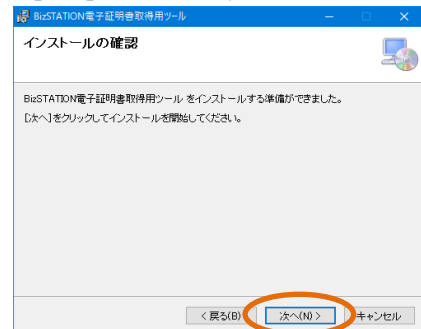 BizSTATION電子証明書取得用ツール
インストールの確認
BizSTATION電子証明書取得用ツール をインストールする準備ができました。
[次へ]をクリックしてインストールを開始してください。
< 戻る(B) 次へ(N) > キャンセル